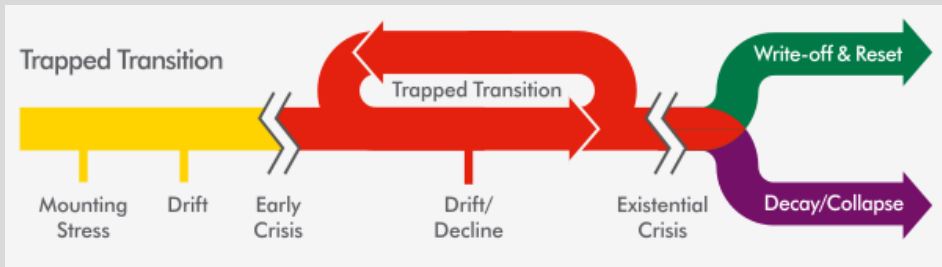 Trapped Transition
Write-off & Reset
Trapped Transition
Mounting
Stress
Drift
Early
Crisis
Drift/
Decline
Existential
Crisis
Decay/Collapse